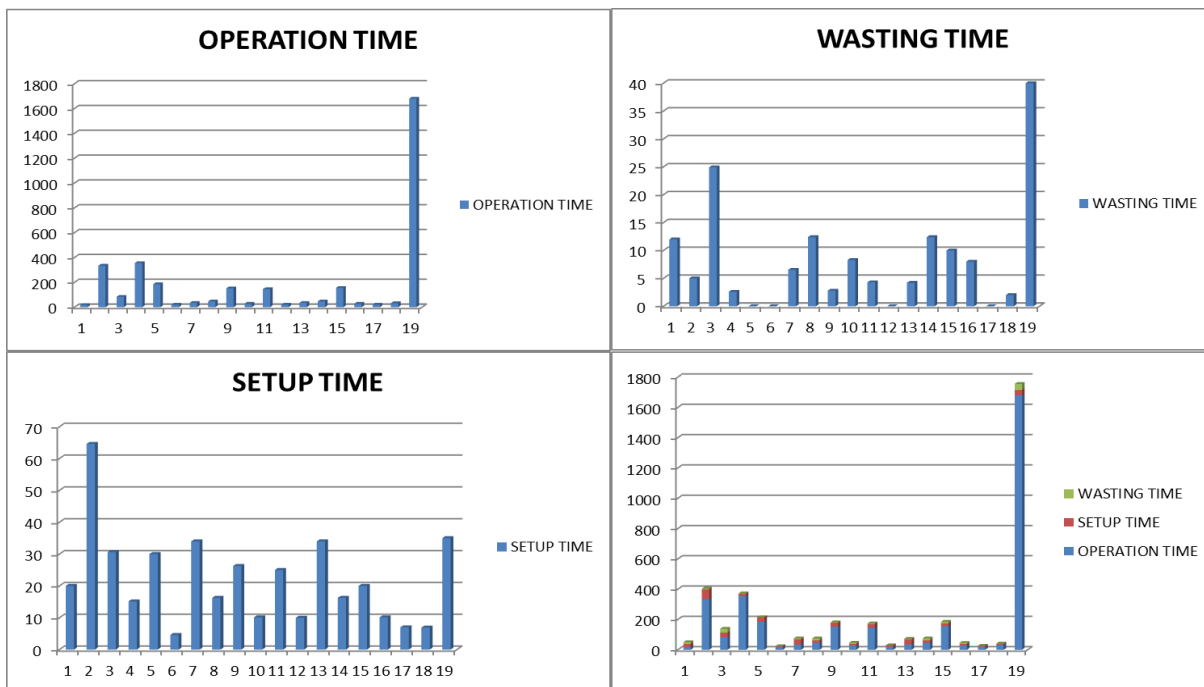 OPERATION TIME
1800
1600
1400
1200
1000
800
600
400
200
0
1 3 5 7 9 11 13 15 17 19
OPERATION TIME
WASTING TIME
40
35
30
25
20
15
10
5
0
1 2 3 4 5 6 7 8 9 10 11 12 13 14 15 16 17 18 19
WASTING TIME
SETUP TIME
70
60
50
40
30
20
10
0
1 2 3 4 5 6 7 8 9 10 11 12 13 14 15 16 17 18 19
SETUP TIME
1800
1600
1400
1200
1000
800
600
400
200
0
1 3 5 7 9 11 13 15 17 19
WASTING TIME
SETUP TIME
OPERATION TIME